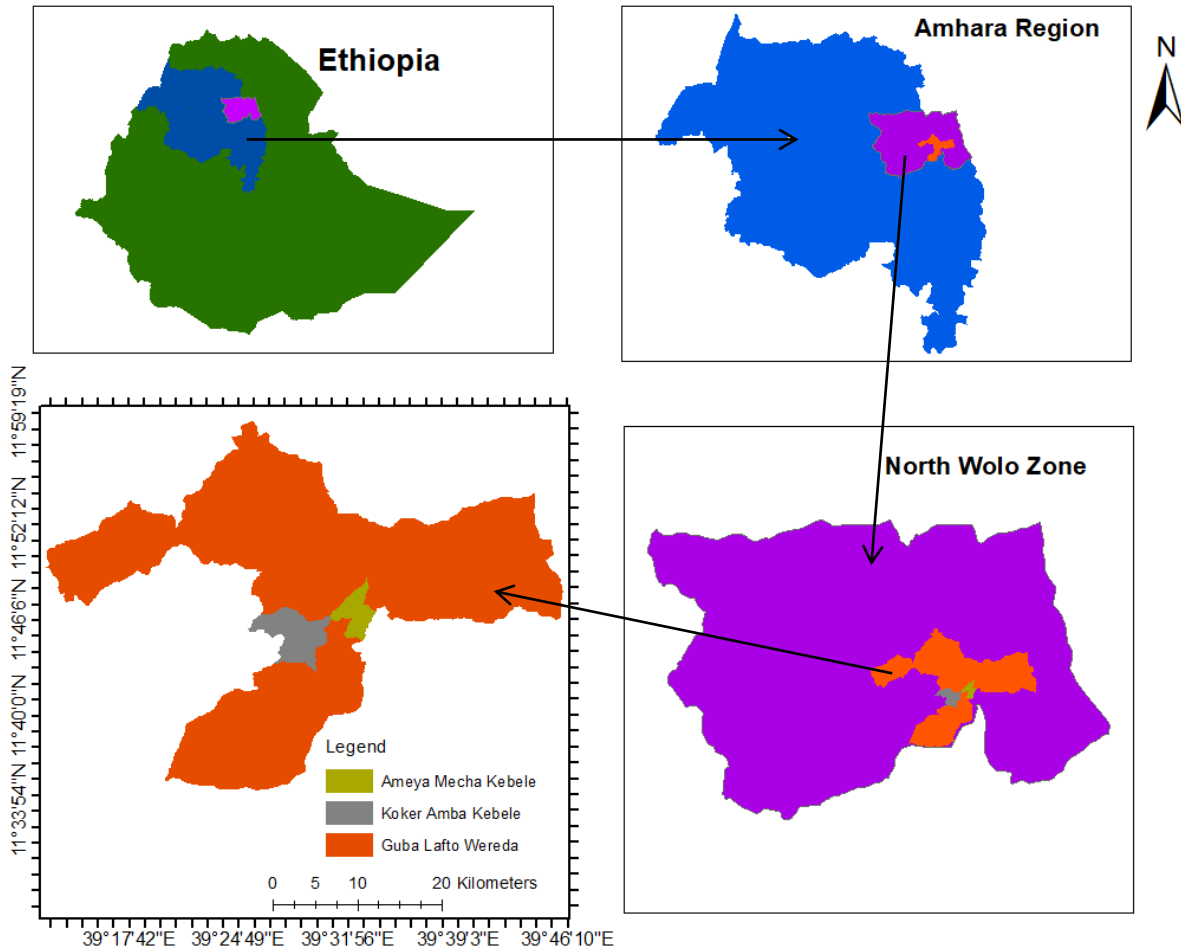 Ethiopia
Amhara Region
N
North Wolo Zone
11°59'19"N
11°52'12"N
11°46'6"N
11°40'0"N
11°33'54"N
Legend
Ameya Mecha Kebele
Koker Amba Kebele
Guba Lafto Wereda
0 5 10 20 Kilometers
39°17'42"E 39°24'49"E 39°31'56"E 39°39'3"E 39°46'10"E